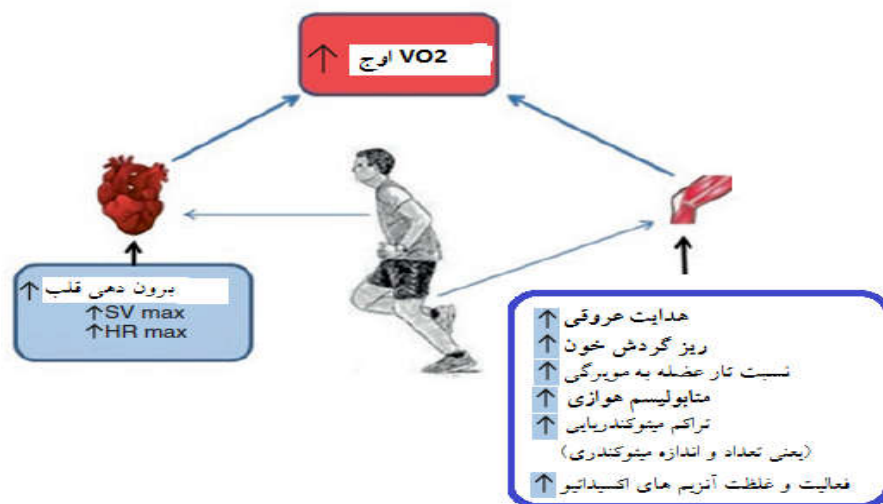 ↑ اوج VO2
↑ برون دهی قلب
↑SV max
↑HR max
↑ هدایت عروقی
↑ ریز گردش خون
↑ نسبت تار عضله به مویرگی
↑ متابولیسم هوازی
↑ تراکم میتوکندریایی
(یعنی تعداد و اندازه میتوکندری)
↑ فعالیت و غلظت آنزیم های اکسیداتیو